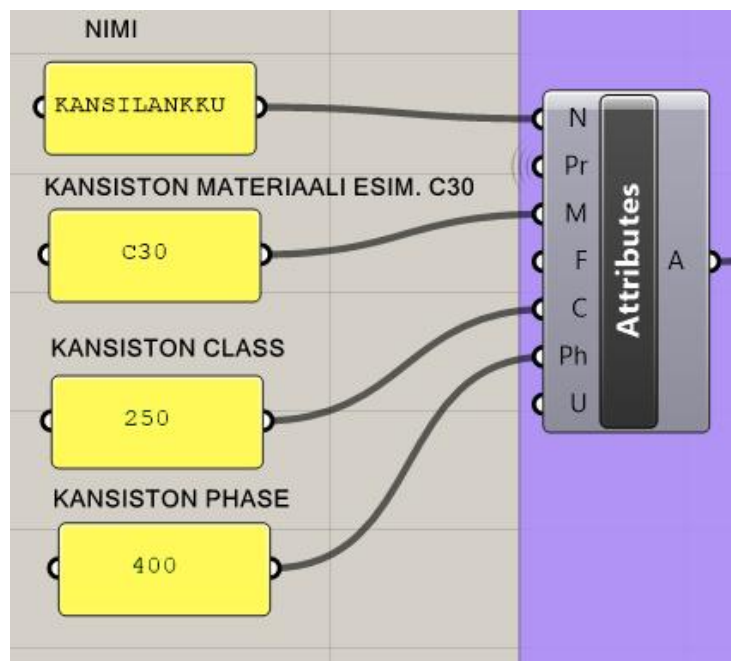 NIMI
KANSILANKKU
KANSISTON MATERIAALI ESIM. C30
C30
KANSISTON CLASS
250
KANSISTON PHASE
400
N
Pr
M
F
C
Ph
U
Attributes
A